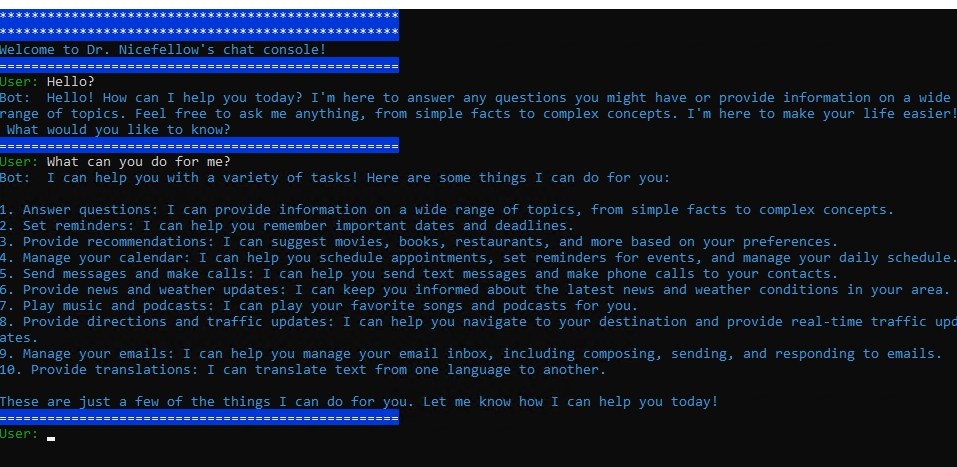 **************************************************
**************************************************
Welcome to Dr. Nicefellow's chat console!
==================================================
User: Hello?
Bot:  Hello! How can I help you today? I'm here to answer any questions you might have or provide information on a wide
range of topics. Feel free to ask me anything, from simple facts to complex concepts. I'm here to make your life easier!
 What would you like to know?
==================================================
User: What can you do for me?
Bot:  I can help you with a variety of tasks! Here are some things I can do for you:
1. Answer questions: I can provide information on a wide range of topics, from simple facts to complex concepts.
2. Set reminders: I can help you remember important dates and deadlines.
3. Provide recommendations: I can suggest movies, books, restaurants, and more based on your preferences.
4. Manage your calendar: I can help you schedule appointments, set reminders for events, and manage your daily schedule.
5. Send messages and make calls: I can help you send text messages and make phone calls to your contacts.
6. Provide news and weather updates: I can keep you informed about the latest news and weather conditions in your area.
7. Play music and podcasts: I can play your favorite songs and podcasts for you.
8. Provide directions and traffic updates: I can help you navigate to your destination and provide real-time traffic upd
ates.
9. Manage your emails: I can help you manage your email inbox, including composing, sending, and responding to emails.
10. Provide translations: I can translate text from one language to another.
These are just a few of the things I can do for you. Let me know how I can help you today!
==================================================
User: